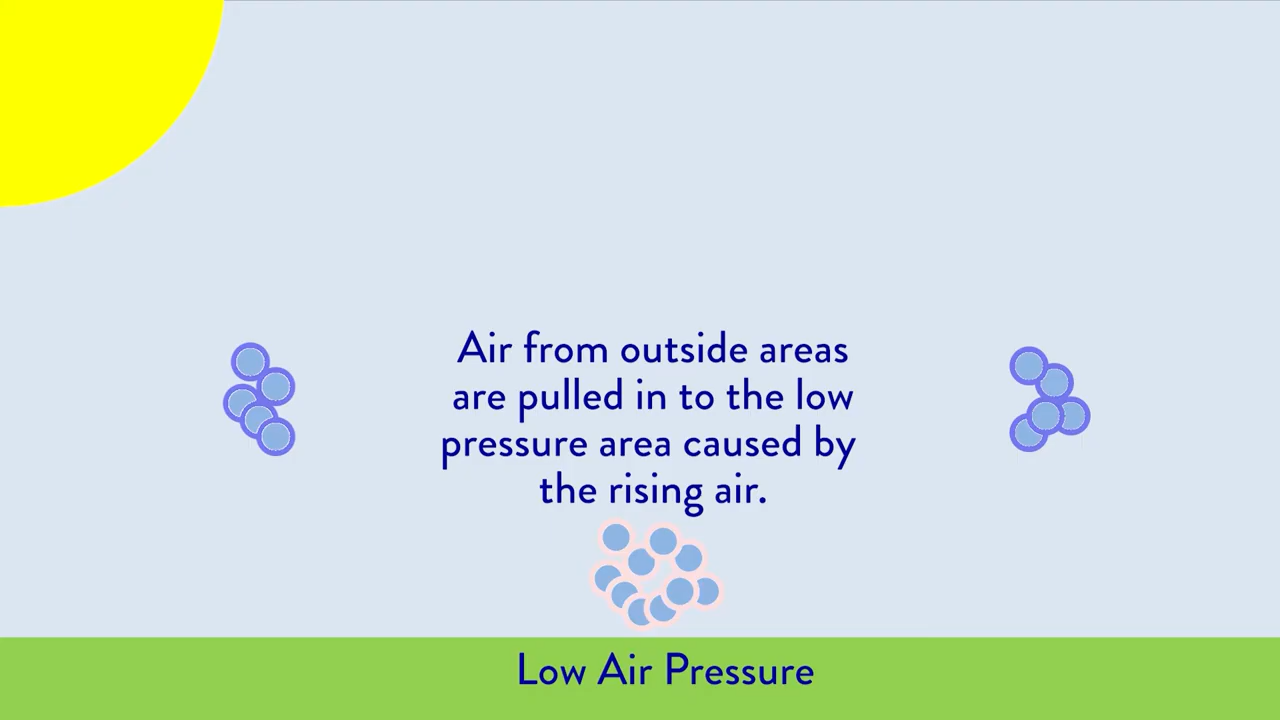 Air from outside areas
are pulled in to the low
pressure area caused by
the rising air.
Low Air Pressure